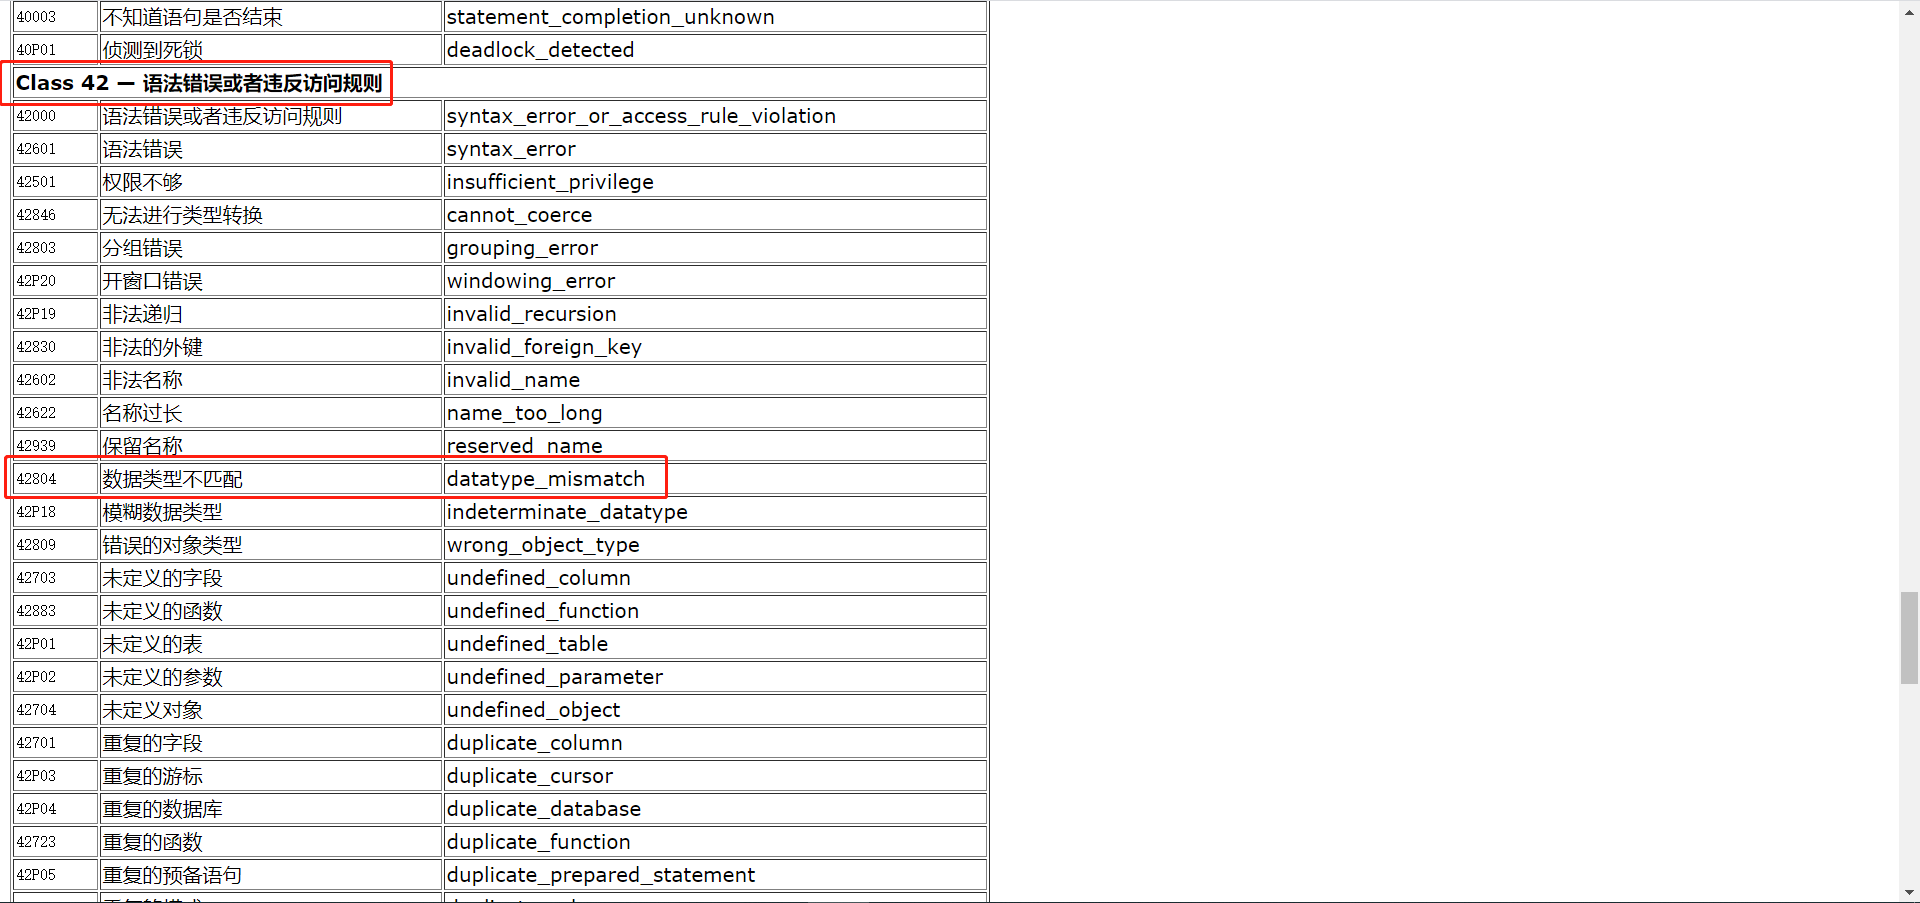 40003 不知道语句是否结束 statement_completion_unknown
40P01 侦测到死锁 deadlock_detected
Class 42 — 语法错误或者违反访问规则
42000 语法错误或者违反访问规则 syntax_error_or_access_rule_violation
42601 语法错误 syntax_error
42501 权限不够 insufficient_privilege
42846 无法进行类型转换 cannot_coerce
42803 分组错误 grouping_error
42P20 开窗口错误 windowing_error
42P19 非法递归 invalid_recursion
42830 非法的外键 invalid_foreign_key
42602 非法名称 invalid_name
42622 名称过长 name_too_long
42939 保留名称 reserved_name
42804 数据类型不匹配 datatype_mismatch
42P18 模糊数据类型 indeterminate_datatype
42809 错误的对象类型 wrong_object_type
42703 未定义的字段 undefined_column
42883 未定义的函数 undefined_function
42P01 未定义的表 undefined_table
42P02 未定义的参数 undefined_parameter
42704 未定义对象 undefined_object
42701 重复的字段 duplicate_column
42P03 重复的游标 duplicate_cursor
42P04 重复的数据库 duplicate_database
42723 重复的函数 duplicate_function
42P05 重复的预备语句 duplicate_prepared_statement